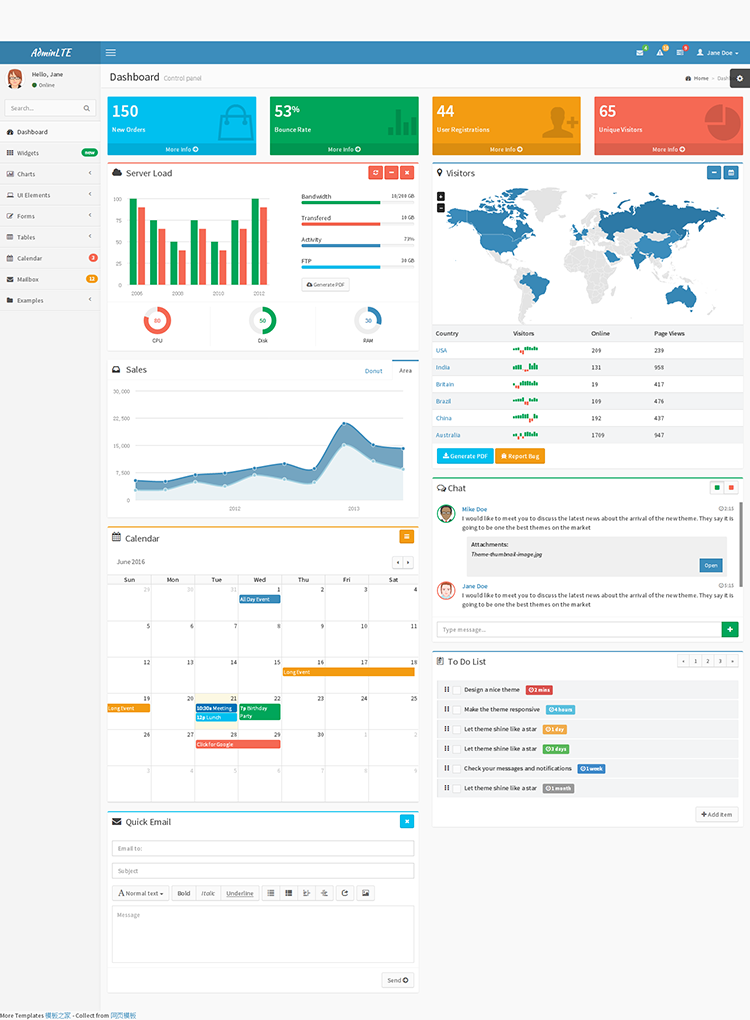 AdminLTE
Jane Doe
Hello, Jane
Online
Search...
Dashboard
Widgets new
Charts
UI Elements
Forms
Tables
Calendar 3
Mailbox 12
Examples
Dashboard Control panel
Home > Dash
150
New Orders
More Info
53%
Bounce Rate
More Info
44
User Registrations
More Info
65
Unique Visitors
More Info
Server Load
100
75
50
25
0
2006 2008 2010 2012
Bandwidth 10/200 GB
Transfered 10 GB
Activity 73%
FTP 30 GB
Generate PDF
80
CPU
50
Disk
30
RAM
Sales
Donut Area
30,000
22,500
15,000
7,500
0
2012 2013
Calendar
June 2016
Sun Mon Tue Wed Thu Fri Sat
29 30 31 1 2 3 4
All Day Event
5 6 7 8 9 10 11
12 13 14 15 16 17 18
Long Event
19 20 21 22 23 24 25
Long Event
10:30a Meeting
12p Lunch
7p Birthday
Party
26 27 28 29 30 1 2
Click for Google
3 4 5 6 7 8 9
Quick Email
Email to:
Subject
A Normal text Bold Italic Underline
Message
Send
Visitors
+
-
Country Visitors Online Page Views
USA 209 239
India 131 958
Britain 19 417
Brazil 109 476
China 192 437
Australia 1709 947
Generate PDF
Report Bug
Chat
Mike Doe 2:15
I would like to meet you to discuss the latest news about the arrival of the new theme. They say it is
going to be one the best themes on the market
Attachments:
Theme-thumbnail-image.jpg
Open
Jane Doe 5:15
I would like to meet you to discuss the latest news about the arrival of the new theme. They say it is
going to be one the best themes on the market
Type message...
To Do List
« 1 2 3 »
Design a nice theme 2 mins
Make the theme responsive 4 hours
Let theme shine like a star 1 day
Let theme shine like a star 3 days
Check your messages and notifications 1 week
Let theme shine like a star 1 month
Add item
More Templates 模板之家 - Collect from 网页模板